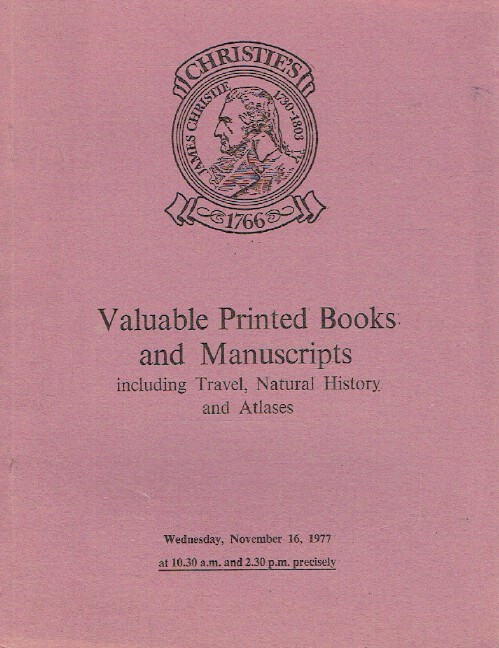 CHRISTIE'S
JAMES CHRISTIE 1730-1803
1766
Valuable Printed Books
and Manuscripts
including Travel, Natural History
and Atlases
Wednesday, November 16, 1977
at 10.30 a.m. and 2.30 p.m. precisely